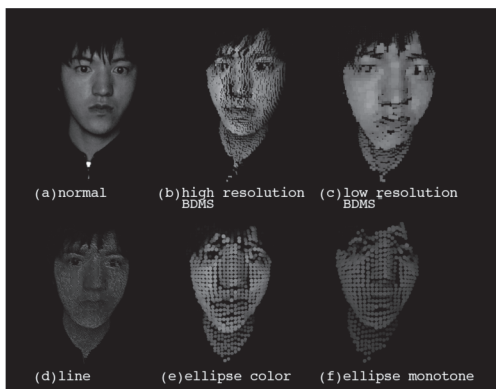 (a)normal
(b)high resolution
BDMS
(c)low resolution
BDMS
(d)line
(e)ellipse color
(f)ellipse monotone